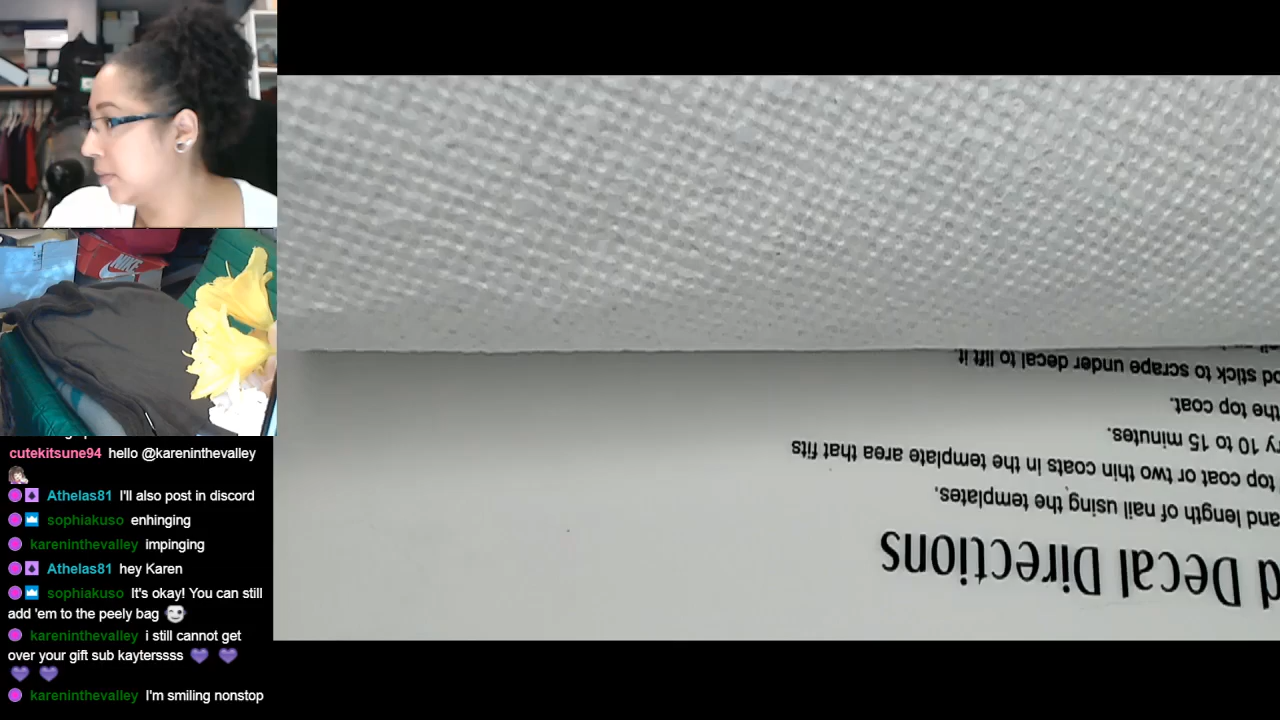 NIKE
cutekitsune94 hello @kareninthevalley
Athelas81 I'll also post in discord
sophiakuso enhinging
kareninthevalley impinging
Athelas81 hey Karen
sophiakuso It's okay! You can still
add 'em to the peely bag
kareninthevalley i still cannot get
over your gift sub kayterssss
kareninthevalley I'm smiling nonstop
d Decal Directions
and length of nail using the templates.
top coat or two thin coats in the template area that fits
ry 10 to 15 minutes.
the top coat.
od stick to scrape under decal to lift it.